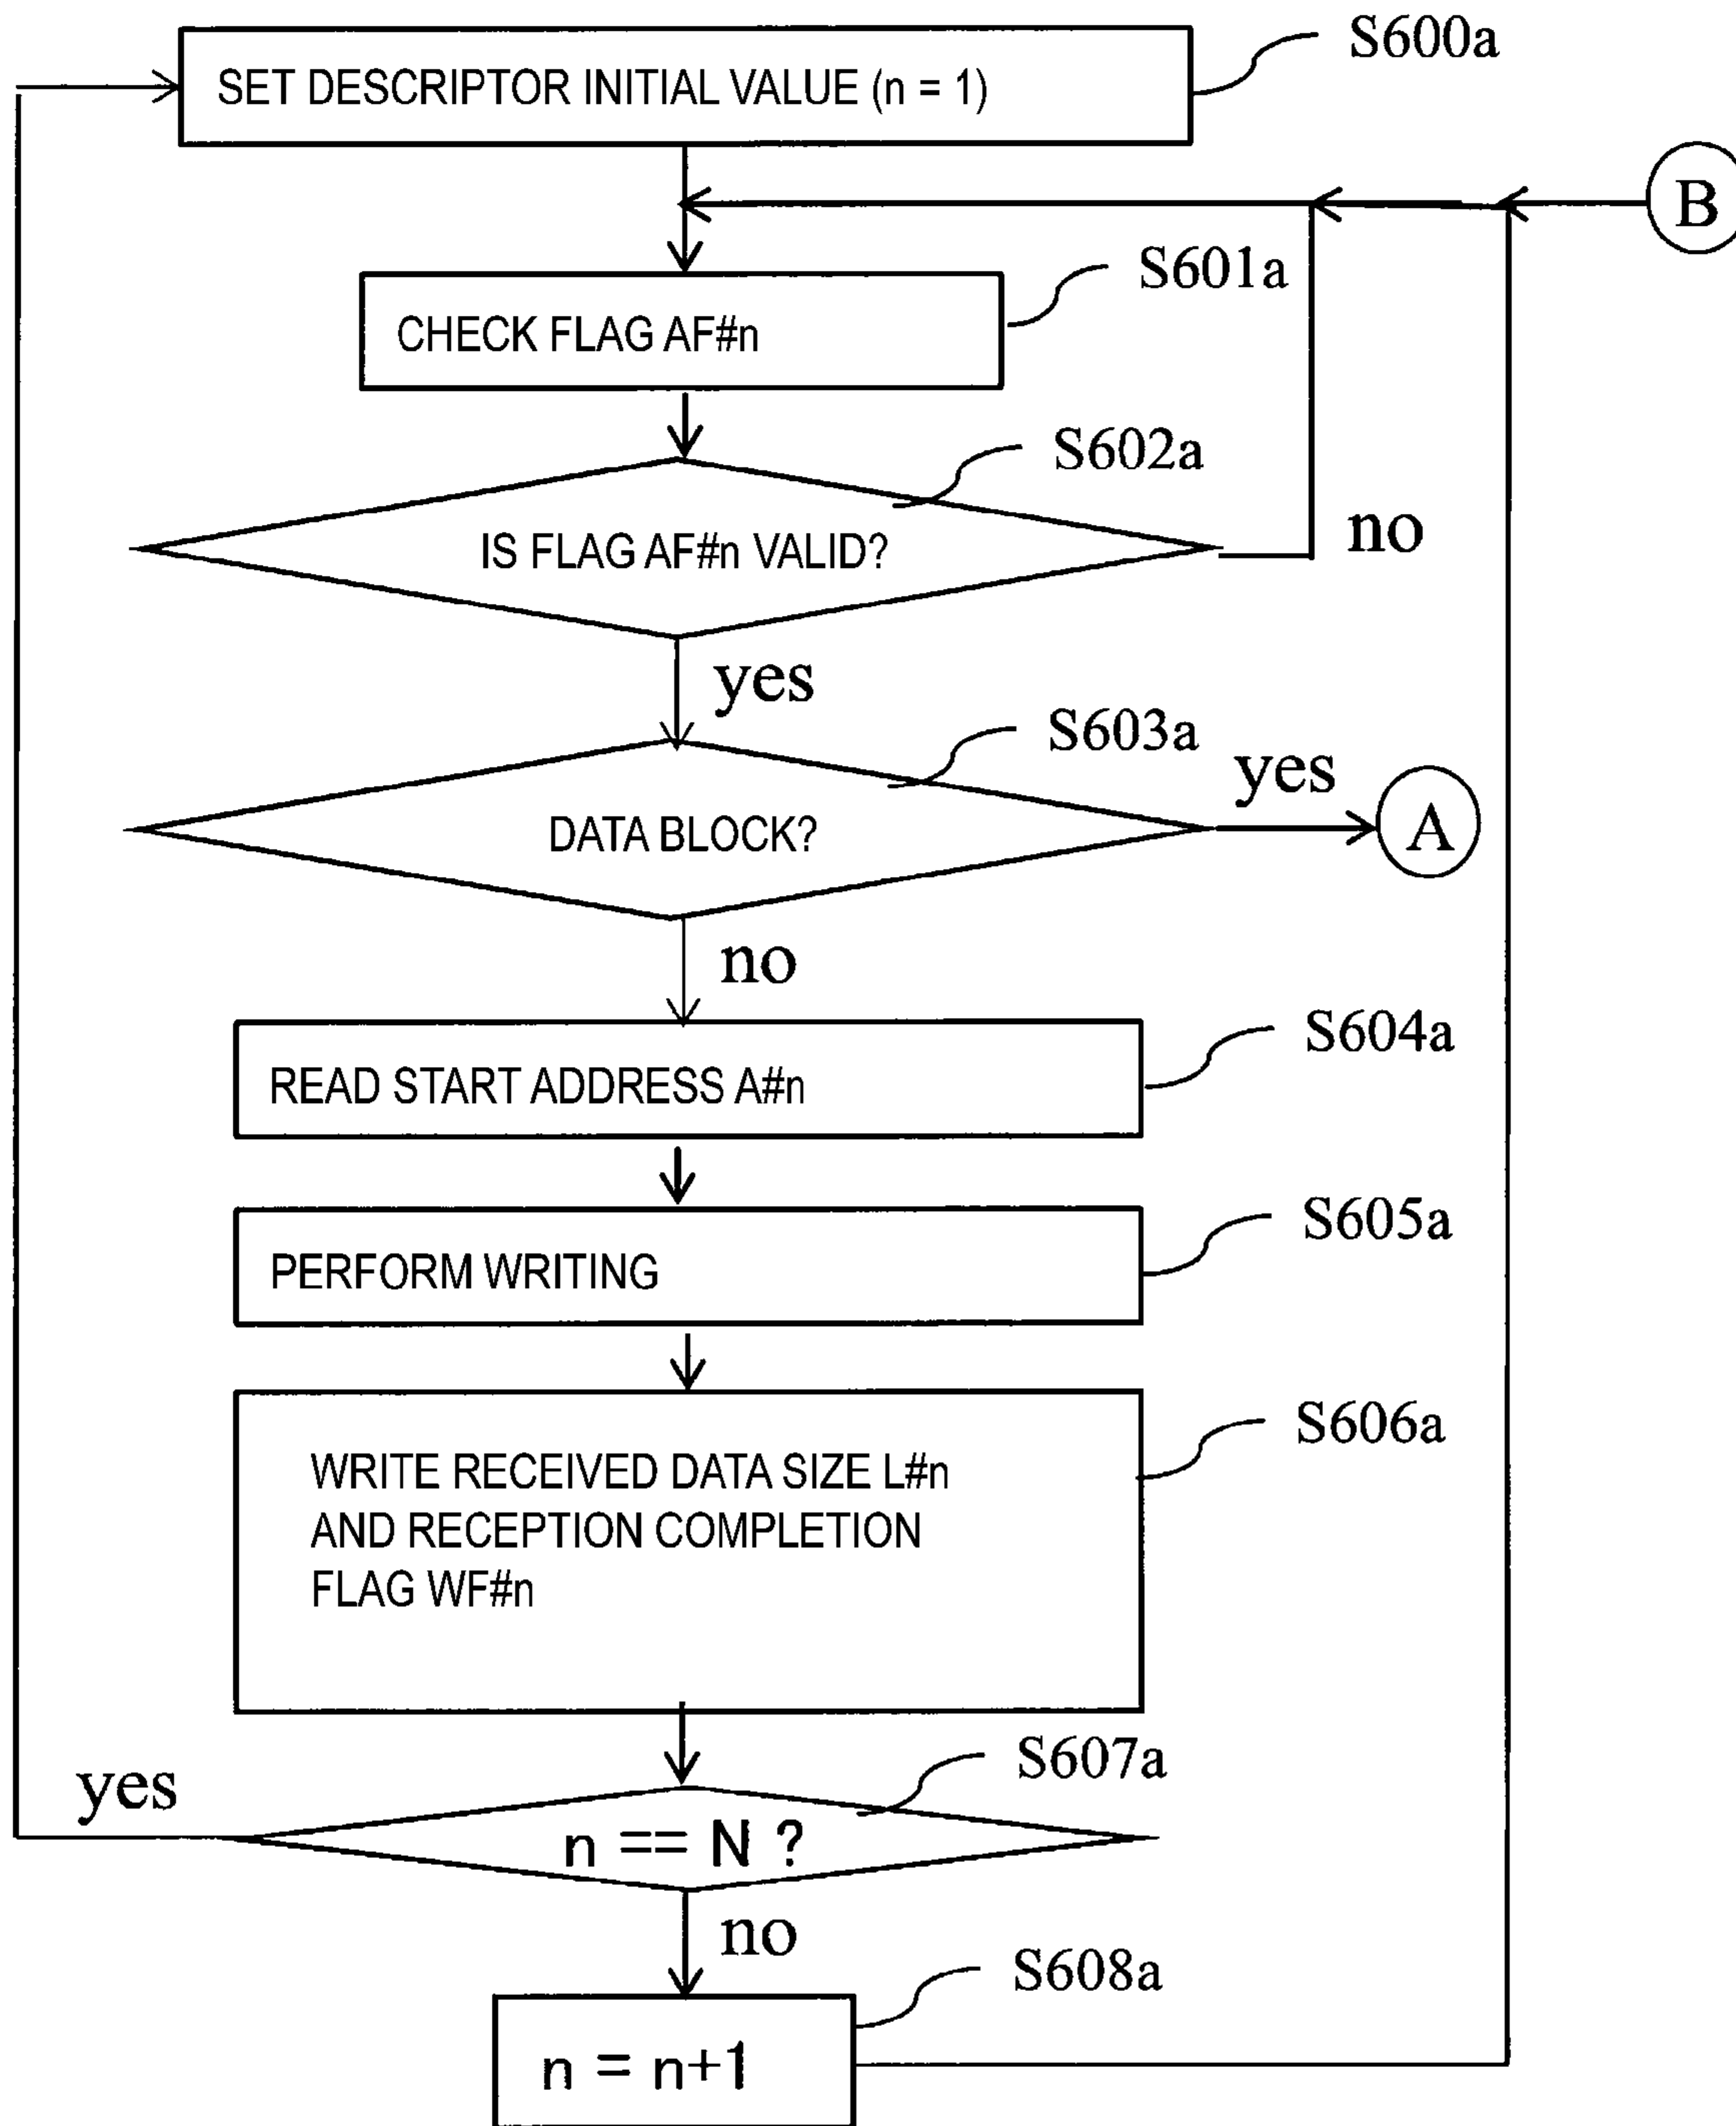 S600a
SET DESCRIPTOR INITIAL VALUE (n = 1)
B
S601a
CHECK FLAG AF#n
S602a
IS FLAG AF#n VALID?
no
yes
S603a
yes
DATA BLOCK?
A
no
S604a
READ START ADDRESS A#n
S605a
PERFORM WRITING
S606a
WRITE RECEIVED DATA SIZE L#n
AND RECEPTION COMPLETION
FLAG WF#n
S607a
yes
n == N ?
no
S608a
n = n+1